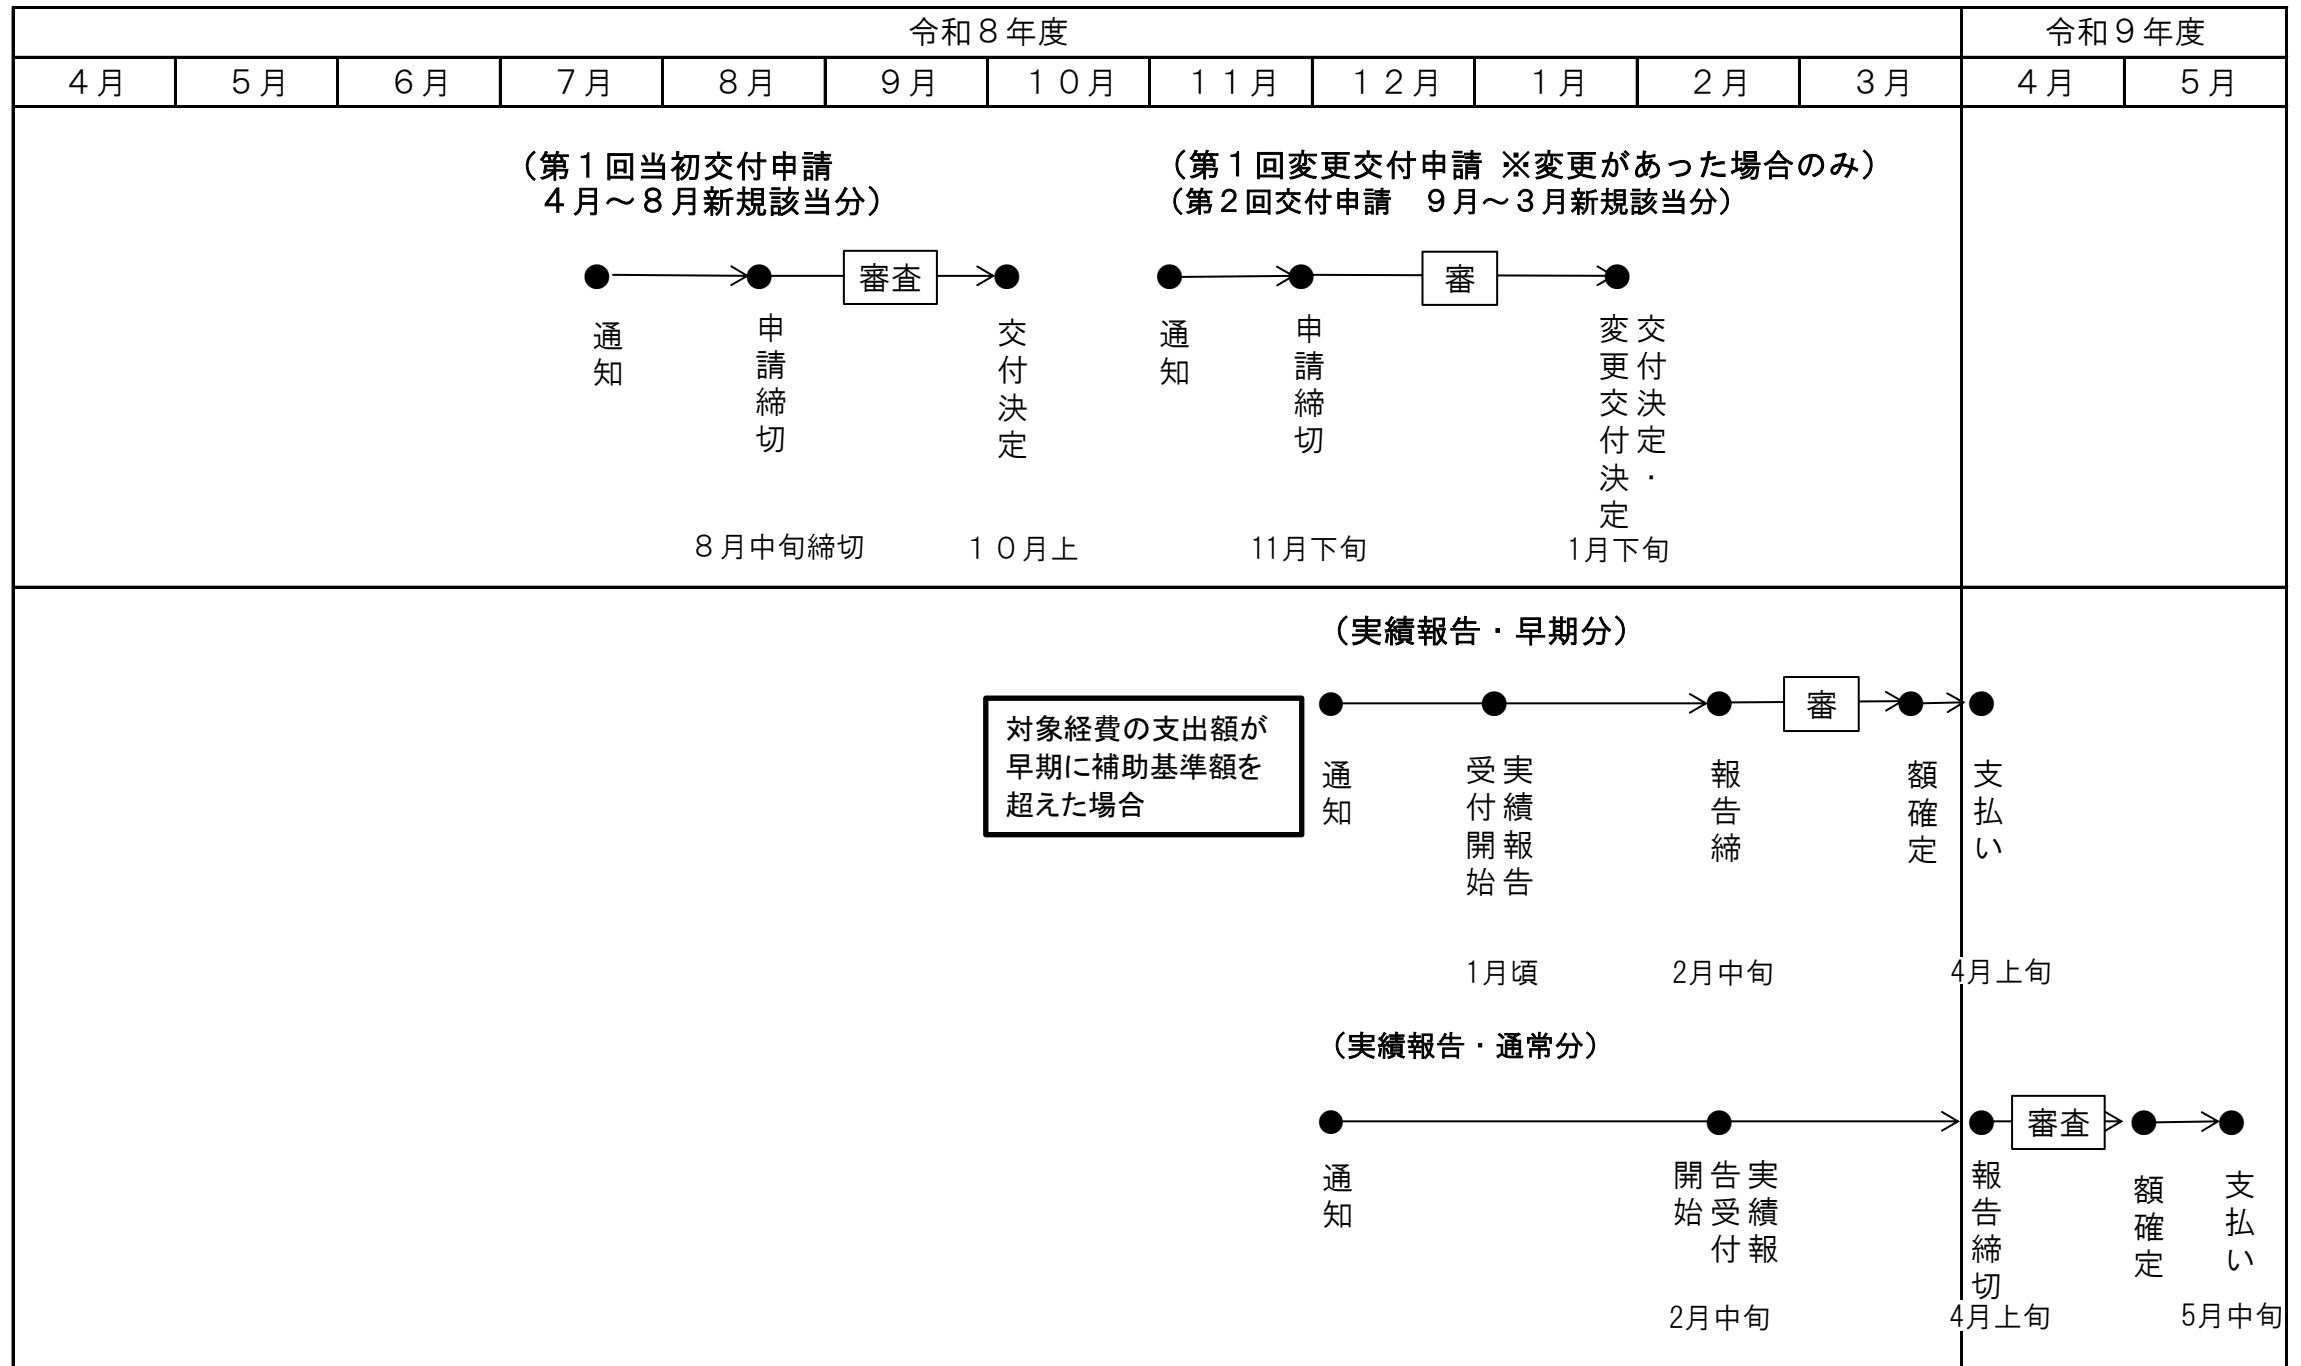 令和８年度
令和９年度
４月
５月
６月
７月
８月
９月
１０月
１１月
１２月
１月
２月
３月
４月
５月
（第１回当初交付申請
４月～８月新規該当分）
（第１回変更交付申請 ※変更があった場合のみ）
（第２回交付申請　９月～３月新規該当分）
審査
審
通知
申請締切
交付決定
通知
申請締切
交付決定・
変更交付決定
８月中旬締切
１０月上
11月下旬
1月下旬
（実績報告・早期分）
対象経費の支出額が
早期に補助基準額を
超えた場合
審
通知
実績報告
受付開始
報告締
額確定
支払い
1月頃
2月中旬
4月上旬
（実績報告・通常分）
審査
通知
実績報
告受付
開始
報告締切
額確定
支払い
2月中旬
4月上旬
5月中旬